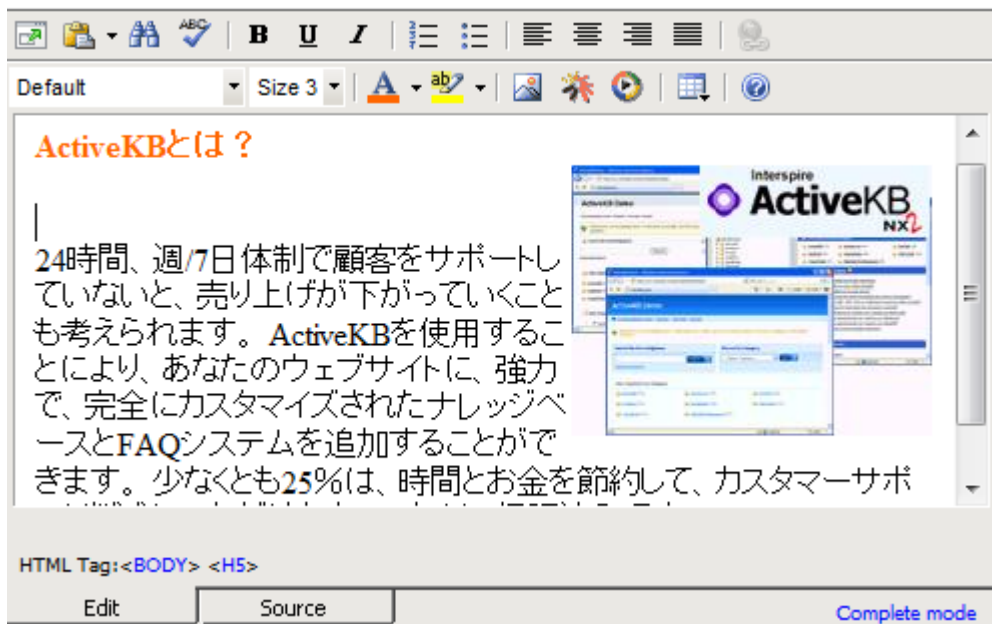 ABC
B U I
Default
Size 3
A
ab
ActiveKBとは？
Interspire
ActiveKB
NX2
ActiveKB Demo
24時間、週/7日体制で顧客をサポートし
ていないと、売り上げが下がっていくこと
も考えられます。ActiveKBを使用するこ
とにより、あなたのウェブサイトに、強力
で、完全にカスタマイズされたナレッジベ
ースとFAQシステムを追加することがで
きます。少なくとも25%は、時間とお金を節約して、カスタマーサポ
HTML Tag:<BODY> <H5>
Edit
Source
Complete mode